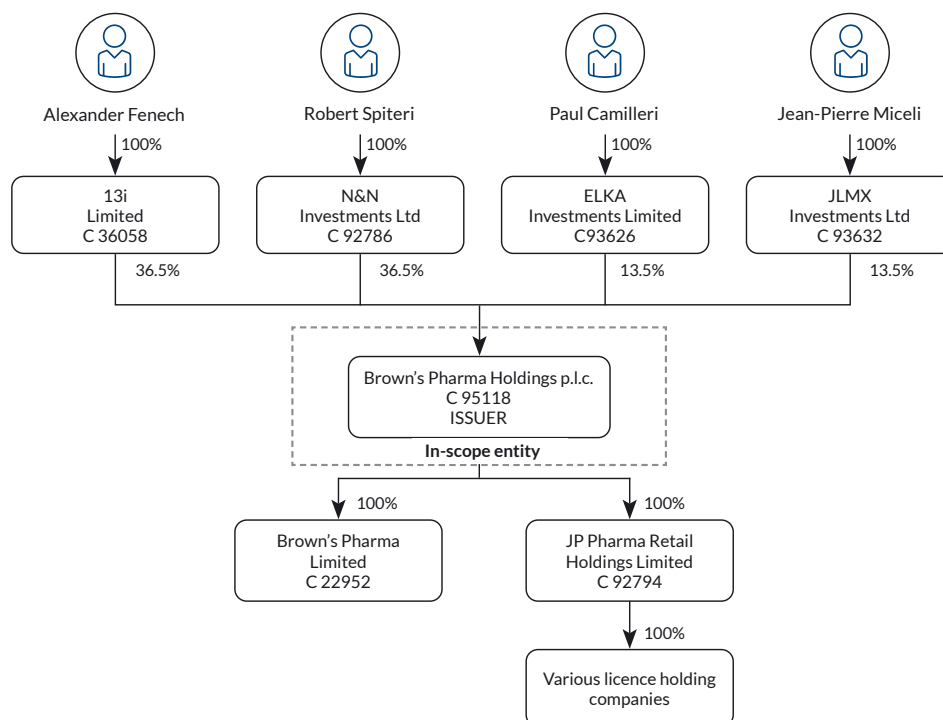 Alexander Fenech
Robert Spiteri
Paul Camilleri
Jean-Pierre Miceli
100%
100%
100%
100%
13i
Limited
C 36058
N&N
Investments Ltd
C 92786
ELKA
Investments Limited
C93626
JLMX
Investments Ltd
C 93632
36.5%
36.5%
13.5%
13.5%
Brown’s Pharma Holdings p.l.c.
C 95118
ISSUER
In-scope entity
100%
100%
Brown’s Pharma
Limited
C 22952
JP Pharma Retail
Holdings Limited
C 92794
100%
Various licence holding
companies